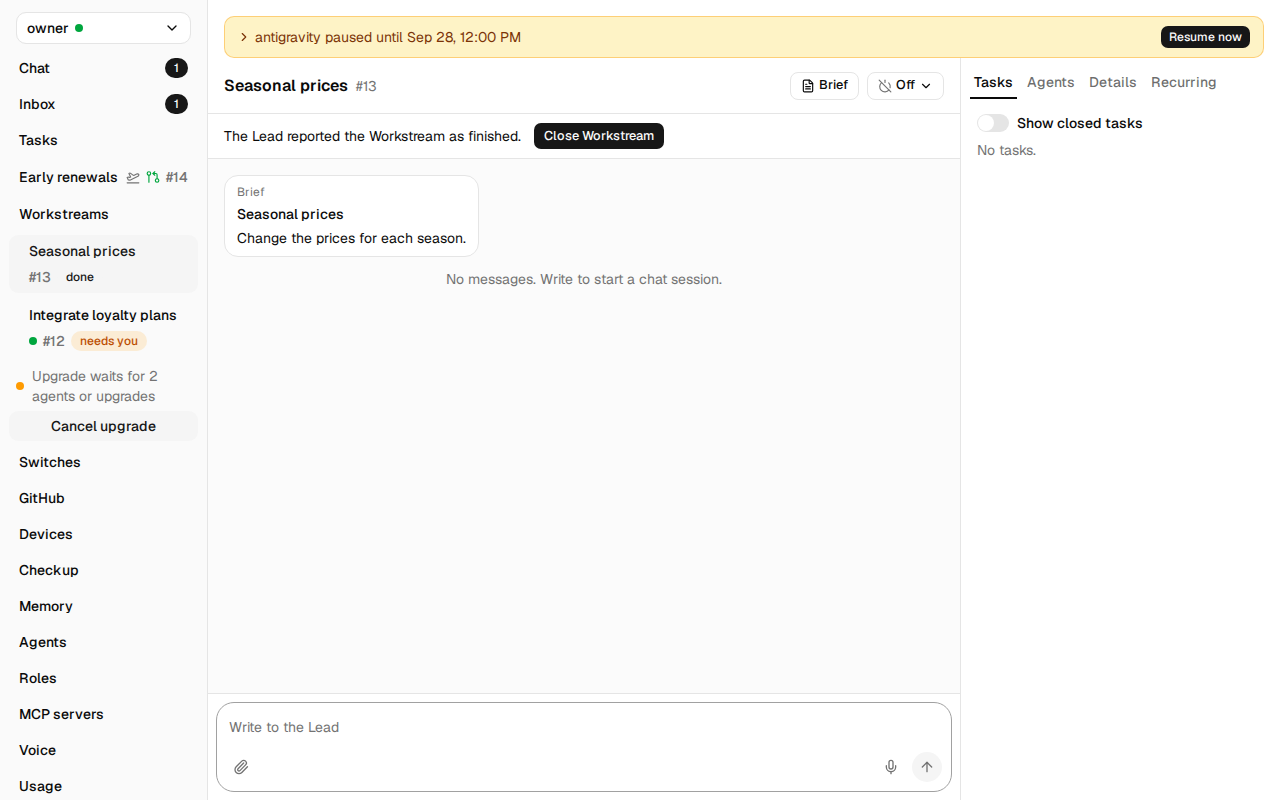 owner
Chat 1
Inbox 1
Tasks
Early renewals #14
Workstreams
Seasonal prices
#13 done
Integrate loyalty plans
#12 needs you
Upgrade waits for 2
agents or upgrades
Cancel upgrade
Switches
GitHub
Devices
Checkup
Memory
Agents
Roles
MCP servers
Voice
Usage
antigravity paused until Sep 28, 12:00 PM
Resume now
Seasonal prices #13
Brief
Off
The Lead reported the Workstream as finished.
Close Workstream
Brief
Seasonal prices
Change the prices for each season.
No messages. Write to start a chat session.
Write to the Lead
Tasks Agents Details Recurring
Show closed tasks
No tasks.